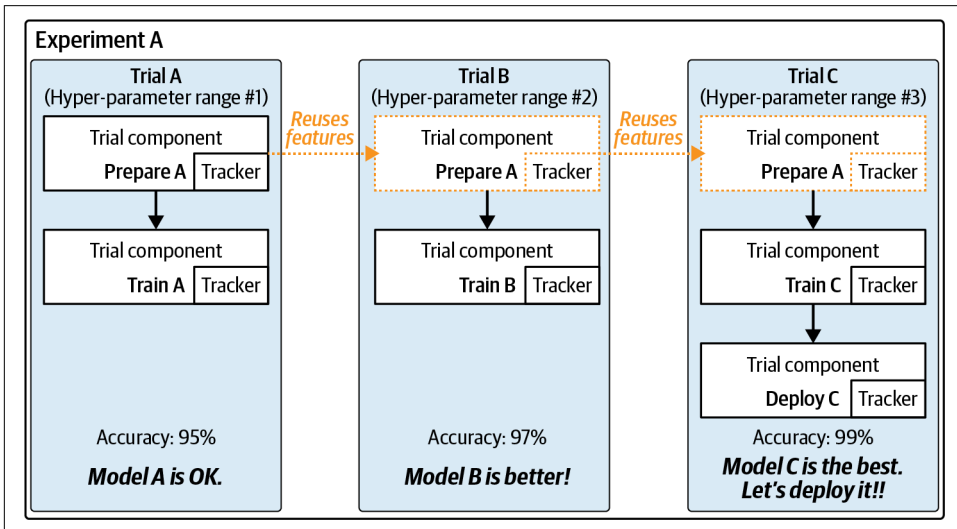 Experiment A
Trial A
(Hyper-parameter range #1)
Trial component
Prepare A
Tracker
Trial component
Train A
Tracker
Accuracy: 95%
Model A is OK.
Reuses
features
Trial B
(Hyper-parameter range #2)
Trial component
Prepare A
Tracker
Trial component
Train B
Tracker
Accuracy: 97%
Model B is better!
Reuses
features
Trial C
(Hyper-parameter range #3)
Trial component
Prepare A
Tracker
Trial component
Train C
Tracker
Trial component
Deploy C
Tracker
Accuracy: 99%
Model C is the best.
Let's deploy it!!